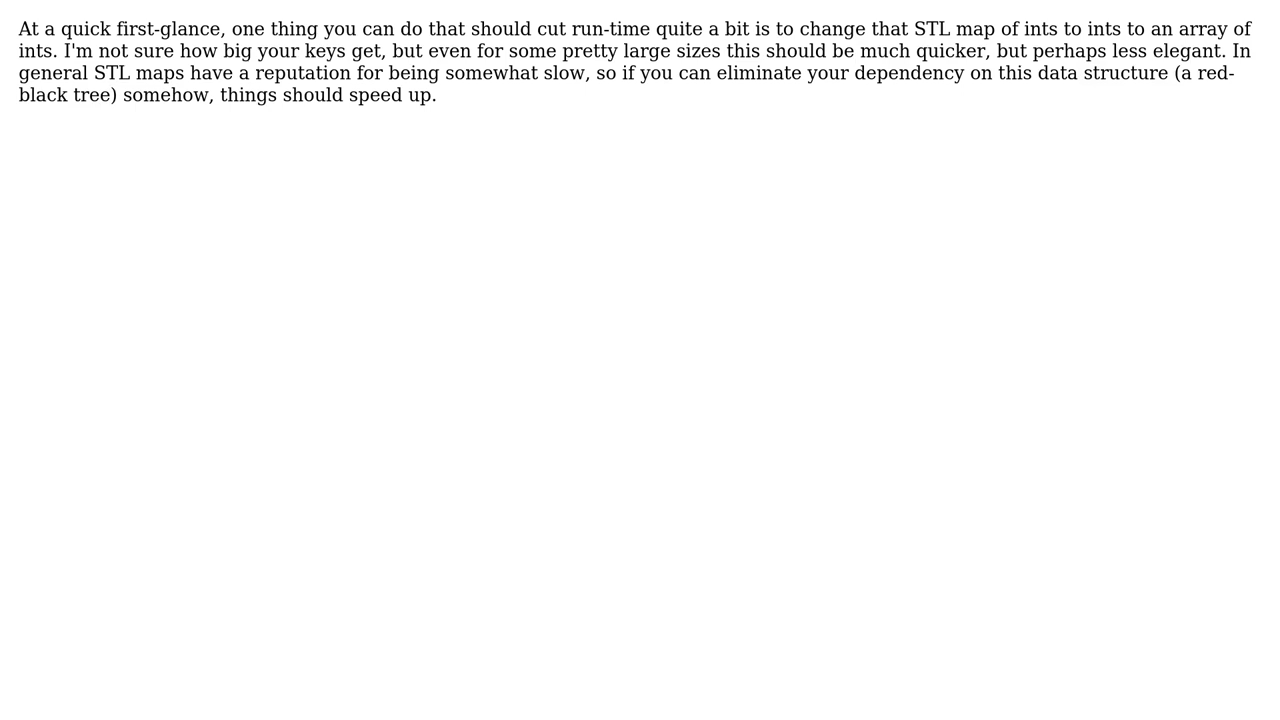 At a quick first-glance, one thing you can do that should cut run-time quite a bit is to change that STL map of ints to ints to an array of
ints. I'm not sure how big your keys get, but even for some pretty large sizes this should be much quicker, but perhaps less elegant. In
general STL maps have a reputation for being somewhat slow, so if you can eliminate your dependency on this data structure (a red-
black tree) somehow, things should speed up.